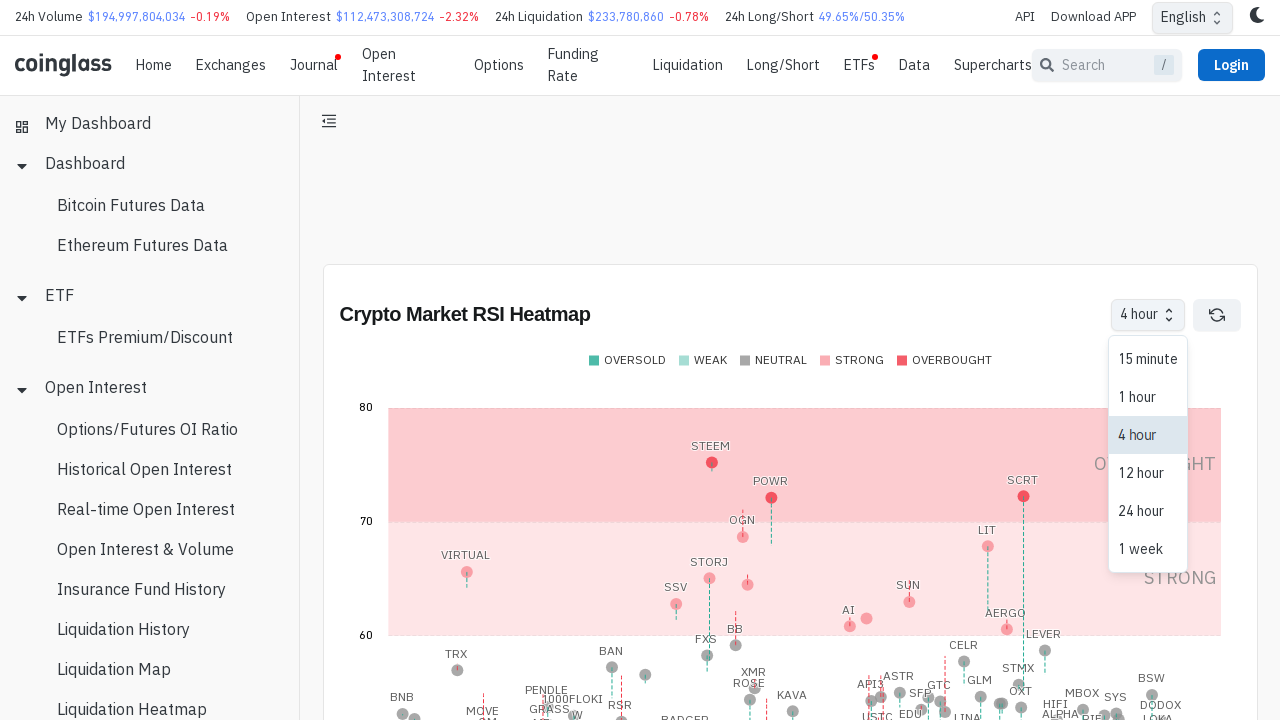 24h Volume $194,997,804,034 -0.19% Open Interest $112,473,308,724 -2.32% 24h Liquidation $233,780,860 -0.78% 24h Long/Short 49.65%/50.35% API Download APP English
coinglass Home Exchanges Journal Open Interest Options Funding Rate Liquidation Long/Short ETFs Data Supercharts Search / Login
My Dashboard
Dashboard
Bitcoin Futures Data
Ethereum Futures Data
ETF
ETFs Premium/Discount
Open Interest
Options/Futures OI Ratio
Historical Open Interest
Real-time Open Interest
Open Interest & Volume
Insurance Fund History
Liquidation History
Liquidation Map
Liquidation Heatmap
Crypto Market RSI Heatmap
4 hour
15 minute
1 hour
4 hour
12 hour
24 hour
1 week
OVERSOLD WEAK NEUTRAL STRONG OVERBOUGHT
80
STEEM
POWR
SCRT
70
OGN
LIT
VIRTUAL
STORJ
SSV
SUN
STRONG
AI
AERGO
60
BB
FXS
LEVER
CELR
BAN
TRX
STMX
XMR
ROSE
ASTR
API3
GLM
BSW
GTC
PENDLE
SFP
OXT
MBOX
SYS
KAVA
BNB
1000FLOKI
RSR
HIFI
DODOX
GRASS
MOVE
EDU
ALPHA
LINA
BADGER